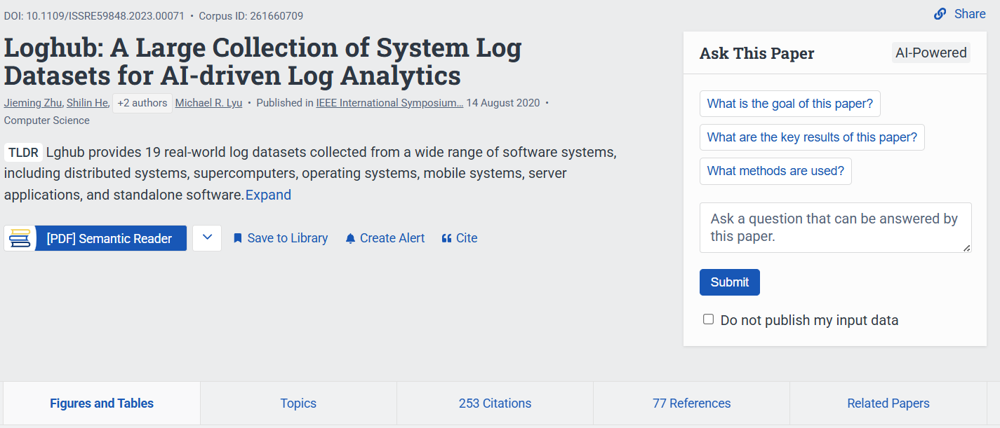 DOI: 10.1109/ISSRE59848.2023.00071 • Corpus ID: 261660709
Loghub: A Large Collection of System Log
Datasets for AI-driven Log Analytics
Jieming Zhu, Shilin He, +2 authors Michael R. Lyu • Published in IEEE International Symposium… 14 August 2020 •
Computer Science
TLDR Lghub provides 19 real-world log datasets collected from a wide range of software systems,
including distributed systems, supercomputers, operating systems, mobile systems, server
applications, and standalone software.Expand
[PDF] Semantic Reader
Save to Library
Create Alert
Cite
Share
Ask This Paper
AI-Powered
What is the goal of this paper?
What are the key results of this paper?
What methods are used?
Ask a question that can be answered by
this paper.
Submit
Do not publish my input data
Figures and Tables
Topics
253 Citations
77 References
Related Papers